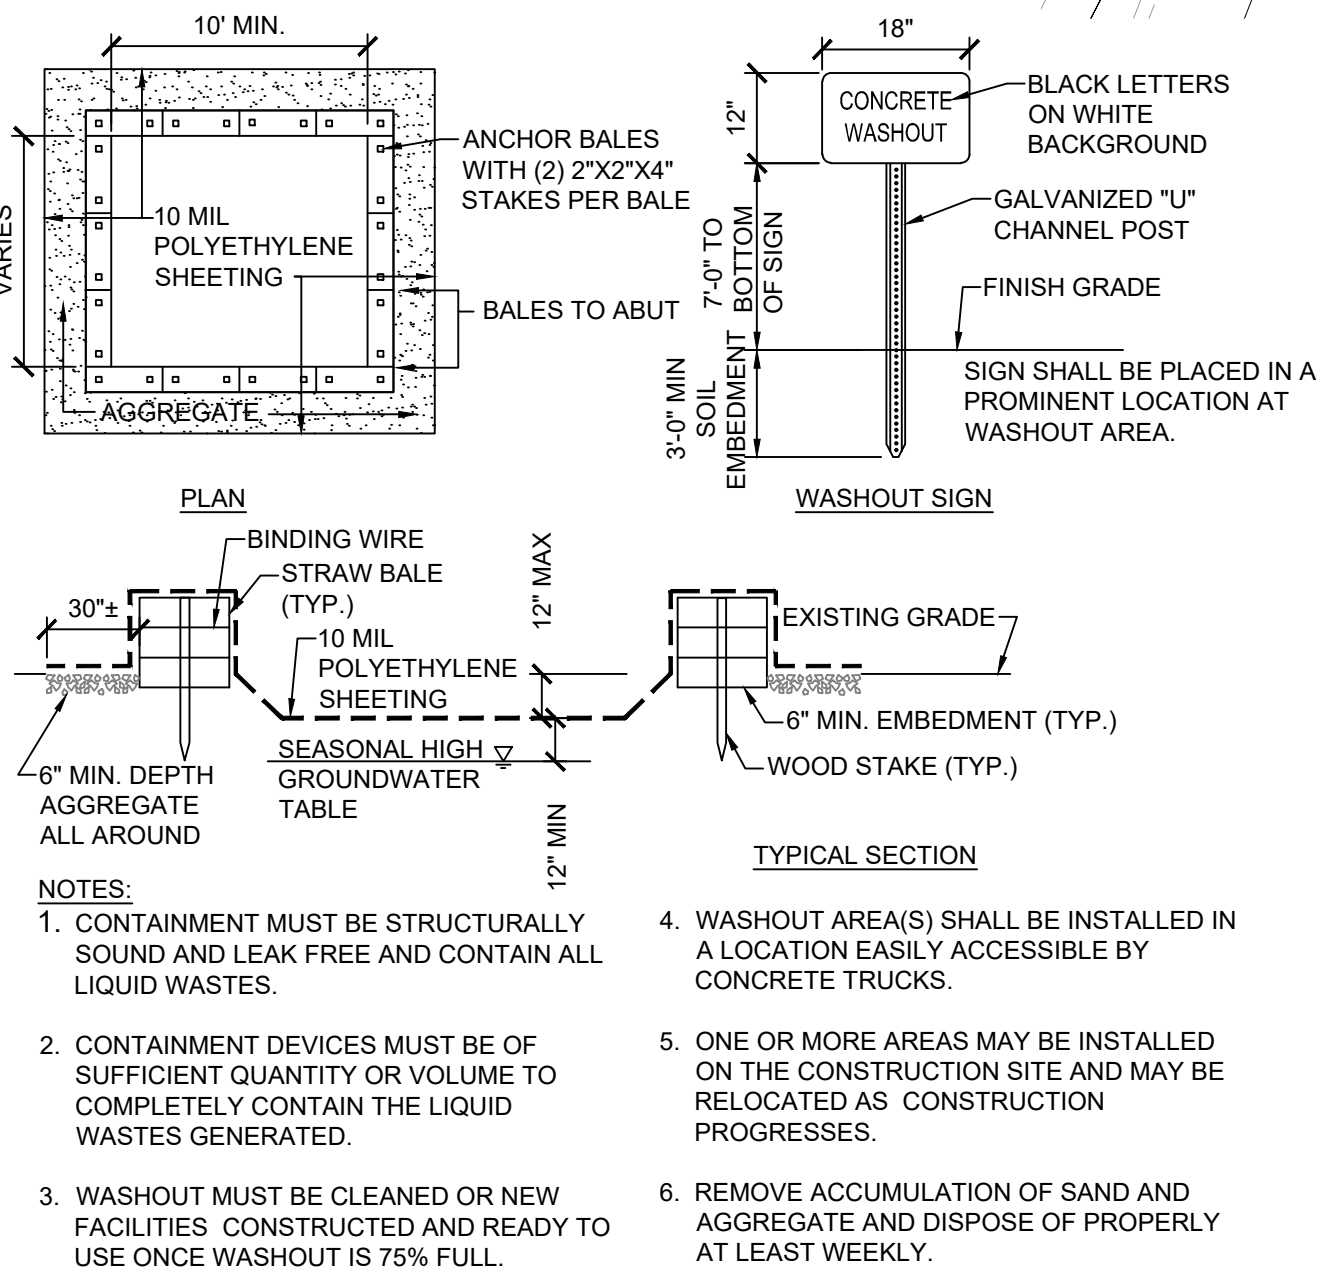 10' MIN.
VARIES
10 MIL
POLYETHYLENE
SHEETING
AGGREGATE
ANCHOR BALES
WITH (2) 2"X2"X4"
STAKES PER BALE
BALES TO ABUT
PLAN
18"
12"
CONCRETE
WASHOUT
BLACK LETTERS
ON WHITE
BACKGROUND
GALVANIZED "U"
CHANNEL POST
7'-0" TO
BOTTOM
OF SIGN
FINISH GRADE
3'-0" MIN
SOIL
EMBEDMENT
SIGN SHALL BE PLACED IN A
PROMINENT LOCATION AT
WASHOUT AREA.
WASHOUT SIGN
BINDING WIRE
STRAW BALE
(TYP.)
30"±
10 MIL
POLYETHYLENE
SHEETING
12" MAX
SEASONAL HIGH
GROUNDWATER
TABLE
12" MIN
6" MIN. DEPTH
AGGREGATE
ALL AROUND
EXISTING GRADE
6" MIN. EMBEDMENT (TYP.)
WOOD STAKE (TYP.)
TYPICAL SECTION
NOTES:
1. CONTAINMENT MUST BE STRUCTURALLY
SOUND AND LEAK FREE AND CONTAIN ALL
LIQUID WASTES.
2. CONTAINMENT DEVICES MUST BE OF
SUFFICIENT QUANTITY OR VOLUME TO
COMPLETELY CONTAIN THE LIQUID
WASTES GENERATED.
3. WASHOUT MUST BE CLEANED OR NEW
FACILITIES CONSTRUCTED AND READY TO
USE ONCE WASHOUT IS 75% FULL.
4. WASHOUT AREA(S) SHALL BE INSTALLED IN
A LOCATION EASILY ACCESSIBLE BY
CONCRETE TRUCKS.
5. ONE OR MORE AREAS MAY BE INSTALLED
ON THE CONSTRUCTION SITE AND MAY BE
RELOCATED AS CONSTRUCTION
PROGRESSES.
6. REMOVE ACCUMULATION OF SAND AND
AGGREGATE AND DISPOSE OF PROPERLY
AT LEAST WEEKLY.